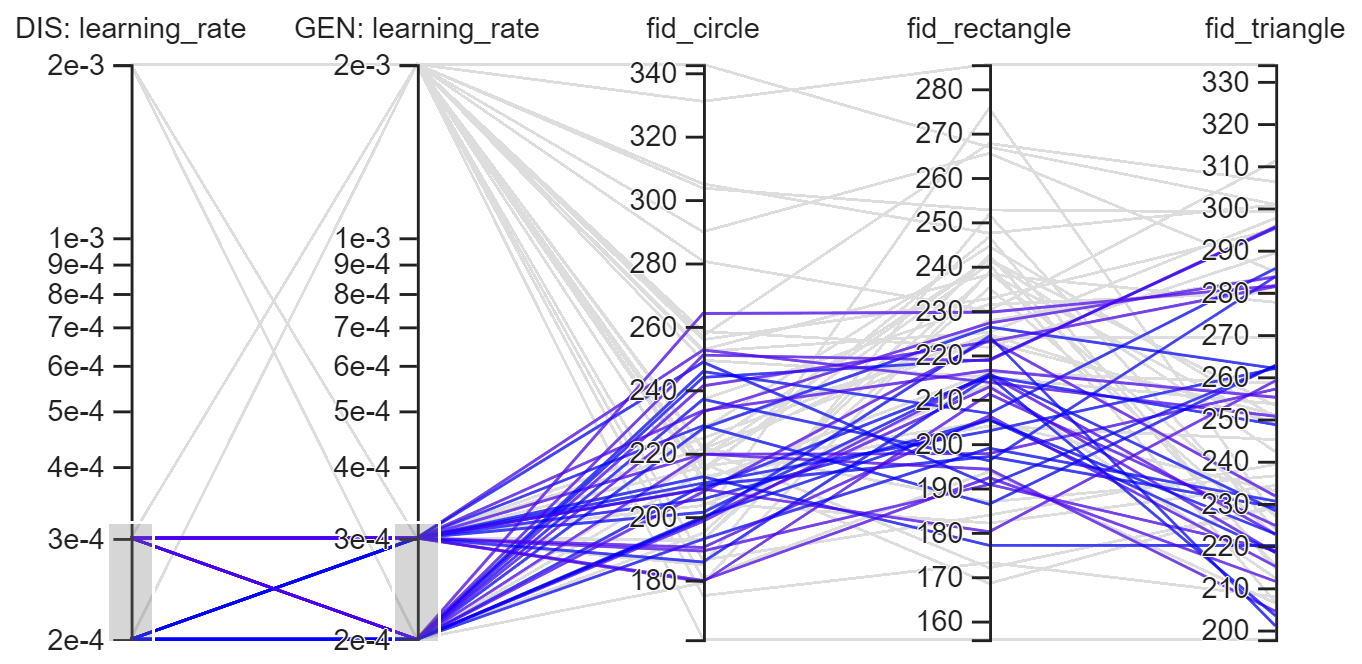 DIS: learning_rate GEN: learning_rate fid_circle fid_rectangle fid_triangle
2e-3 2e-3 340 330
280
320 320
270
310
300 260
300
1e-3 1e-3 250
9e-4 9e-4 280 290
8e-4 8e-4 240
280
7e-4 7e-4 260 230
270
6e-4 6e-4 220
240 260
5e-4 5e-4 210
250
4e-4 4e-4 220 200
240
190
3e-4 3e-4 200 230
180
220
180 170
210
2e-4 2e-4 160
200